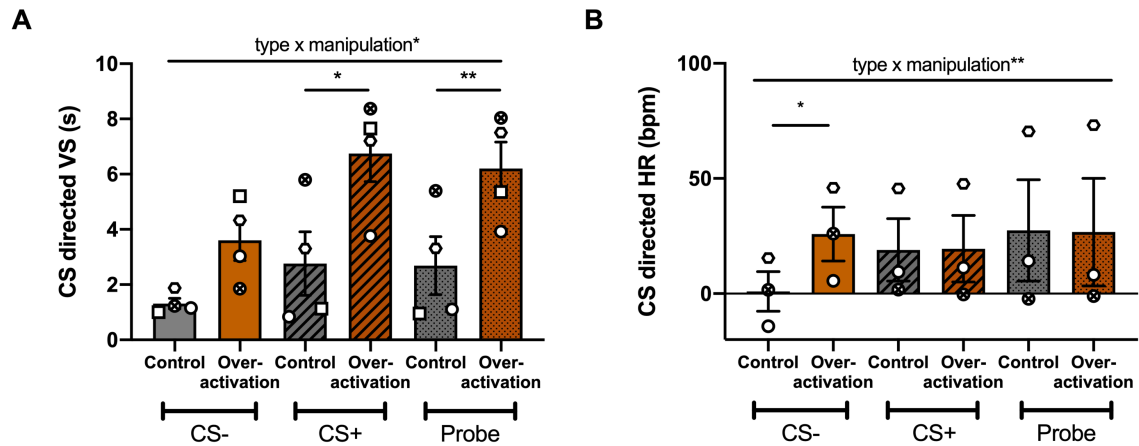 A
type x manipulation*
*
**
CS directed VS (s)
10
8
6
4
2
0
Control
Over-
activation
Control
Over-
activation
Control
Over-
activation
CS-
CS+
Probe
B
type x manipulation**
*
CS directed HR (bpm)
100
50
0
Control
Over-
activation
Control
Over-
activation
Control
Over-
activation
CS-
CS+
Probe